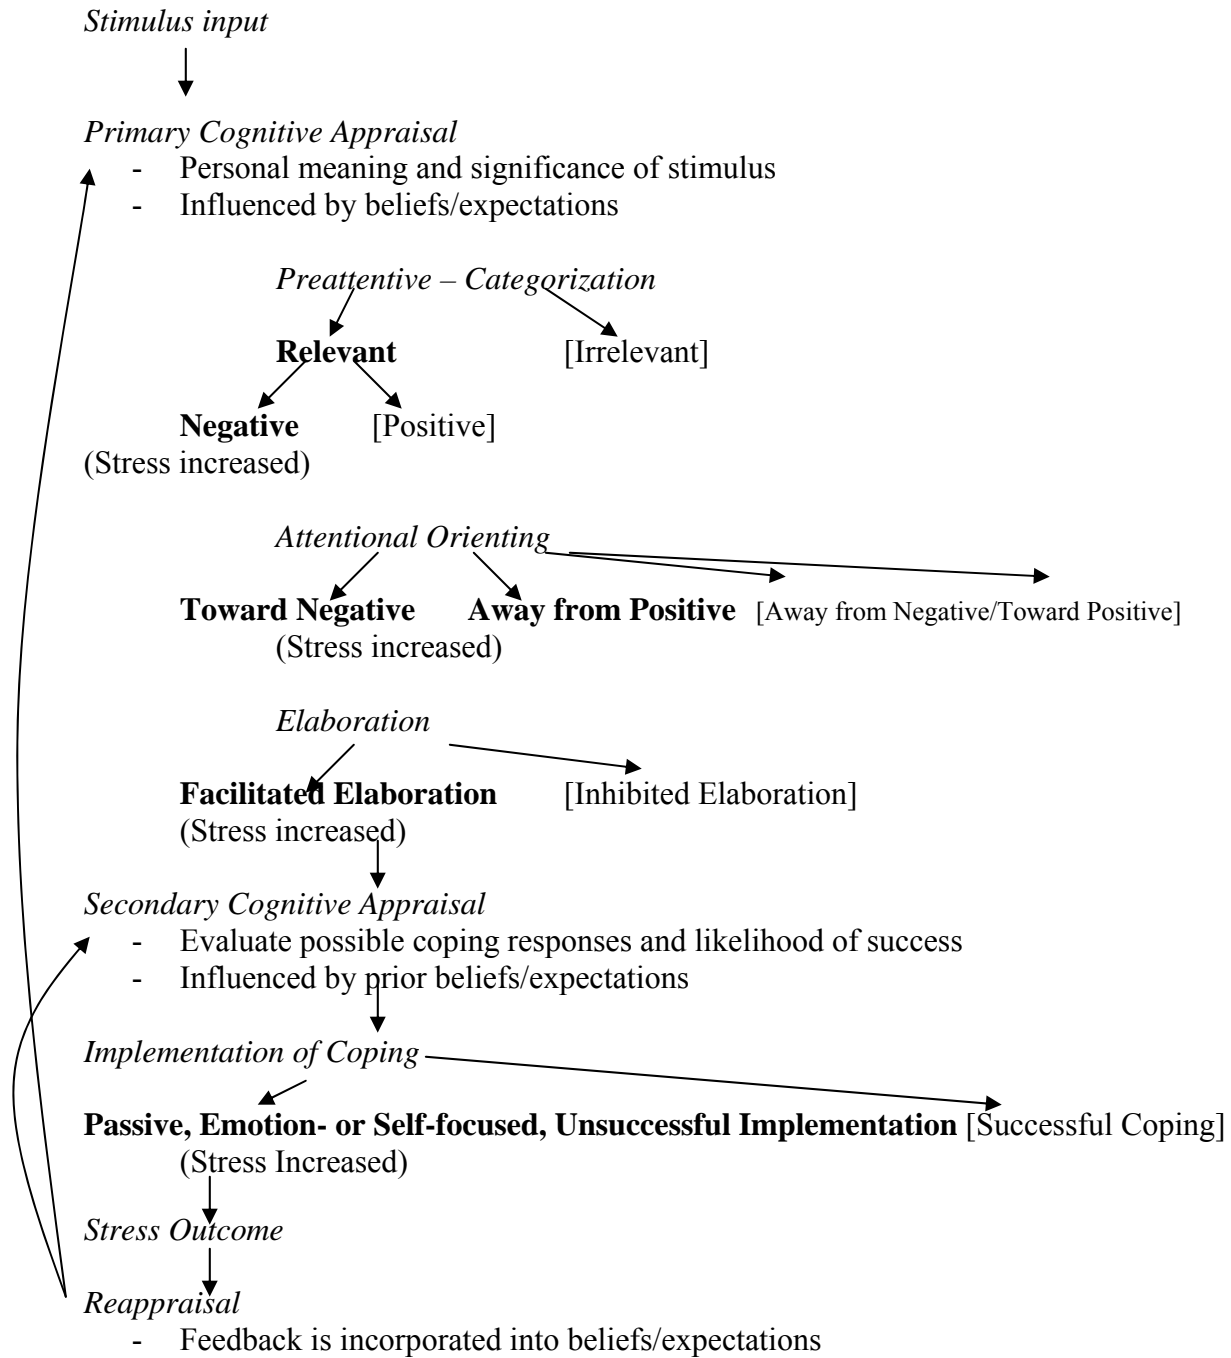 Stimulus input
Primary Cognitive Appraisal
- Personal meaning and significance of stimulus
- Influenced by beliefs/expectations
Preattentive – Categorization
Relevant [Irrelevant]
Negative [Positive]
(Stress increased)
Attentional Orienting
Toward Negative Away from Positive [Away from Negative/Toward Positive]
(Stress increased)
Elaboration
Facilitated Elaboration [Inhibited Elaboration]
(Stress increased)
Secondary Cognitive Appraisal
- Evaluate possible coping responses and likelihood of success
- Influenced by prior beliefs/expectations
Implementation of Coping
Passive, Emotion- or Self-focused, Unsuccessful Implementation [Successful Coping]
(Stress Increased)
Stress Outcome
Reappraisal
- Feedback is incorporated into beliefs/expectations